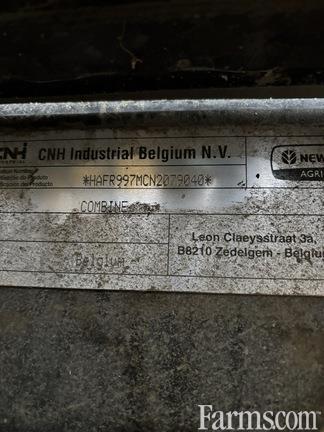 CNH CNH Industrial Belgium N.V.
*HAFR997MCN2079040*
COMBINE
Belgium
Leon Claeysstraat 3a,
B8210 Zedelgem - Belgiu
NEW
AGRI
Farms.com